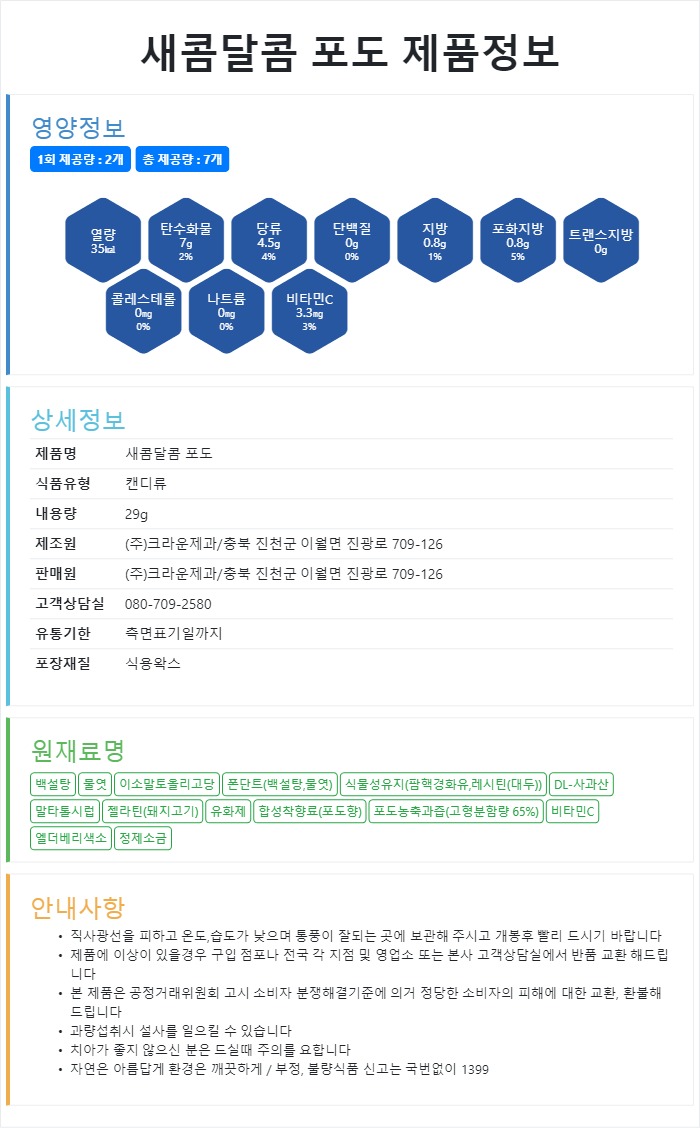 새콤달콤 포도 제품정보
영양정보
1회 제공량 : 2개 총 제공량 : 7개
열량 35㎉
탄수화물 7g 2%
당류 4.5g 4%
단백질 0g 0%
지방 0.8g 1%
포화지방 0.8g 5%
트랜스지방 0g
콜레스테롤 0㎎ 0%
나트륨 0㎎ 0%
비타민C 3.3㎎ 3%
상세정보
제품명 새콤달콤 포도
식품유형 캔디류
내용량 29g
제조원 (주)크라운제과/충북 진천군 이월면 진광로 709-126
판매원 (주)크라운제과/충북 진천군 이월면 진광로 709-126
고객상담실 080-709-2580
유통기한 측면표기일까지
포장재질 식용왁스
원재료명
백설탕 물엿 이소말토올리고당 폰단트(백설탕,물엿) 식물성유지(팜핵경화유,레시틴(대두)) DL-사과산
말타톨시럽 젤라틴(돼지고기) 유화제 합성착향료(포도향) 포도농축과즙(고형분함량 65%) 비타민C
엘더베리색소 정제소금
안내사항
• 직사광선을 피하고 온도,습도가 낮으며 통풍이 잘되는 곳에 보관해 주시고 개봉후 빨리 드시기 바랍니다
• 제품에 이상이 있을경우 구입 점포나 전국 각 지점 및 영업소 또는 본사 고객상담실에서 반품 교환 해드립
니다
• 본 제품은 공정거래위원회 고시 소비자 분쟁해결기준에 의거 정당한 소비자의 피해에 대한 교환, 환불해
드립니다
• 과량섭취시 설사를 일으킬 수 있습니다
• 치아가 좋지 않으신 분은 드실때 주의를 요합니다
• 자연은 아름답게 환경은 깨끗하게 / 부정, 불량식품 신고는 국번없이 1399